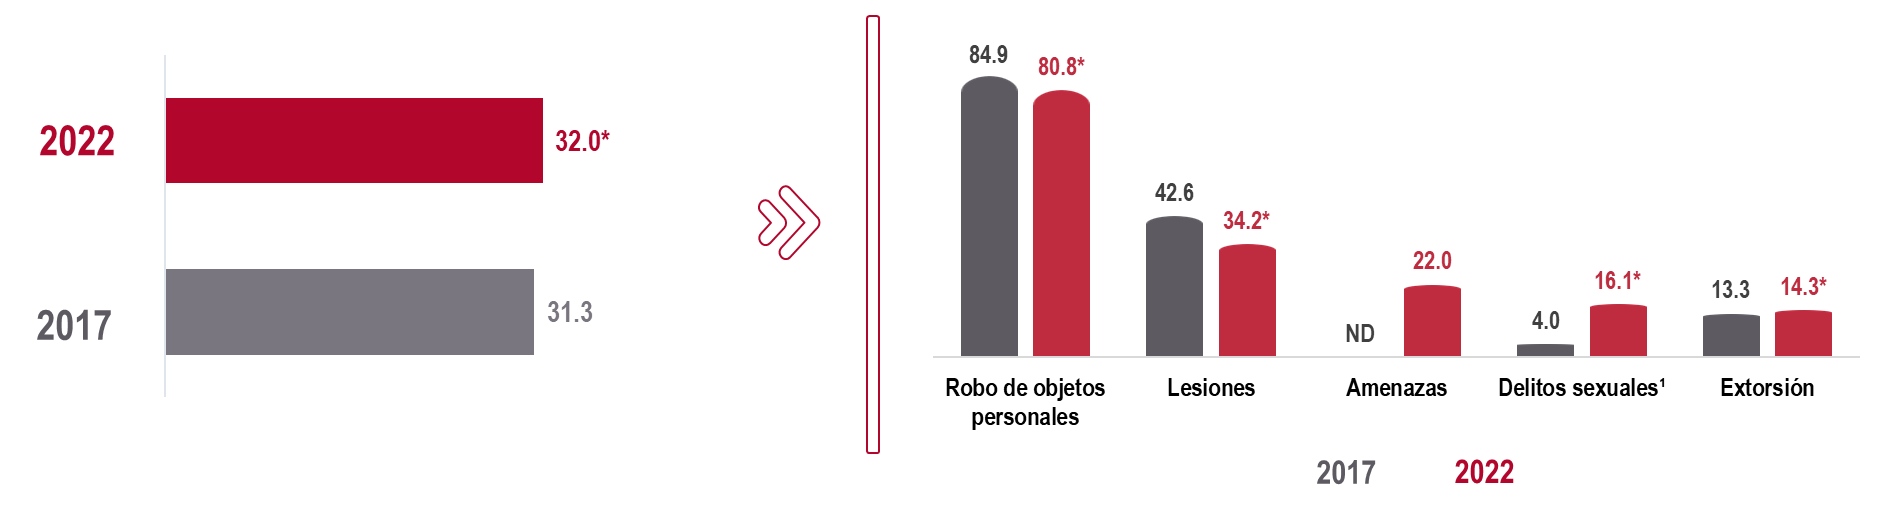 2022
32.0*
2017
31.3
84.9
80.8*
42.6
34.2*
ND
22.0
4.0
16.1*
13.3
14.3*
Robo de objetos
personales
Lesiones
Amenazas
Delitos sexuales¹
Extorsión
2017
2022